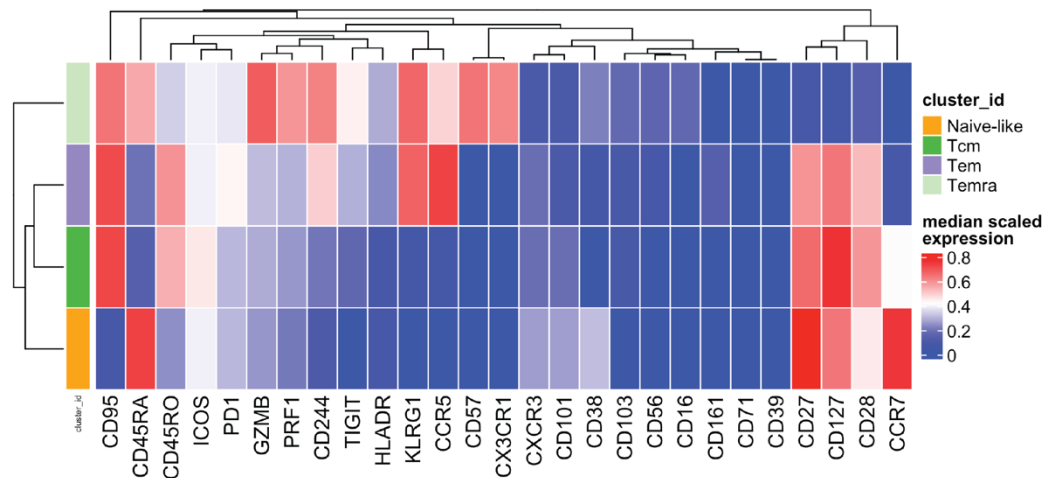 cluster_id
Naive-like
Tcm
Tem
Temra
median scaled
expression
0.8
0.6
0.4
0.2
0
cluster_id
CD95
CD45RA
CD45RO
ICOS
PD1
GZMB
PRF1
CD244
TIGIT
HLADR
KLRG1
CCR5
CD57
CX3CR1
CXCR3
CD101
CD38
CD103
CD56
CD16
CD161
CD71
CD39
CD27
CD127
CD28
CCR7